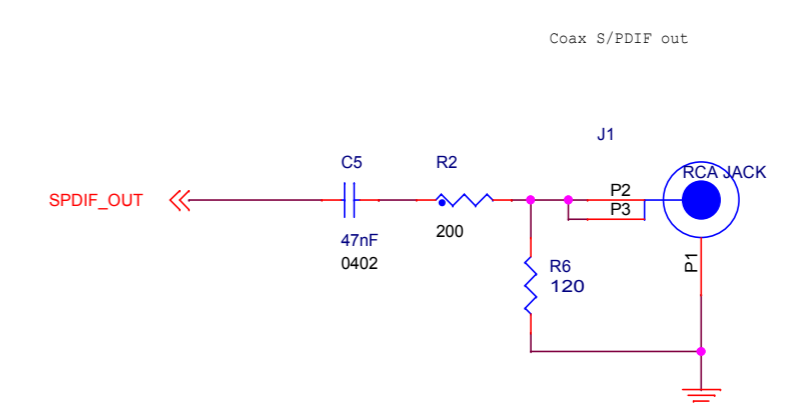 Coax S/PDIF out
J1
C5
R2
RCA JACK
P2
SPDIF_OUT
P3
200
47nF
0402
P1
R6
120